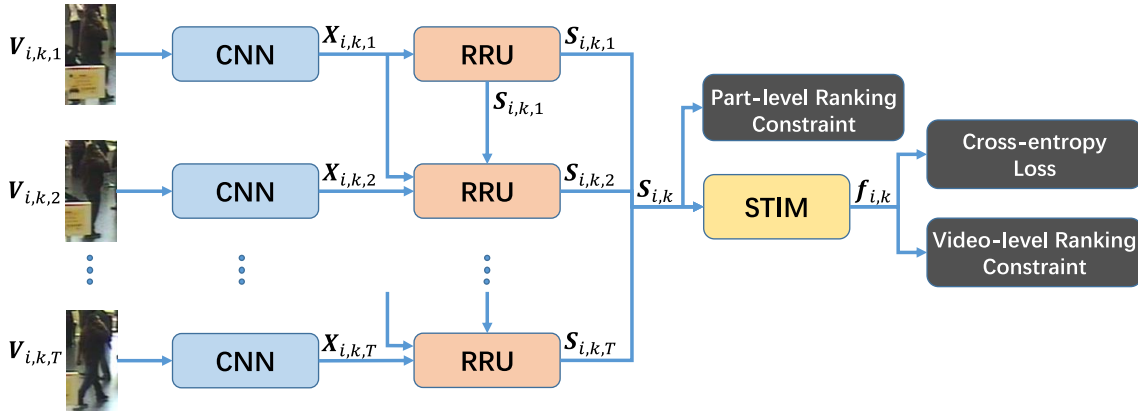 V_{i,k,1} CNN X_{i,k,1} RRU S_{i,k,1}
S_{i,k,1}
Part-level Ranking
Constraint
V_{i,k,2} CNN X_{i,k,2} RRU S_{i,k,2}
S_{i,k} STIM f_{i,k}
Cross-entropy
Loss
Video-level Ranking
Constraint
V_{i,k,T} CNN X_{i,k,T} RRU S_{i,k,T}